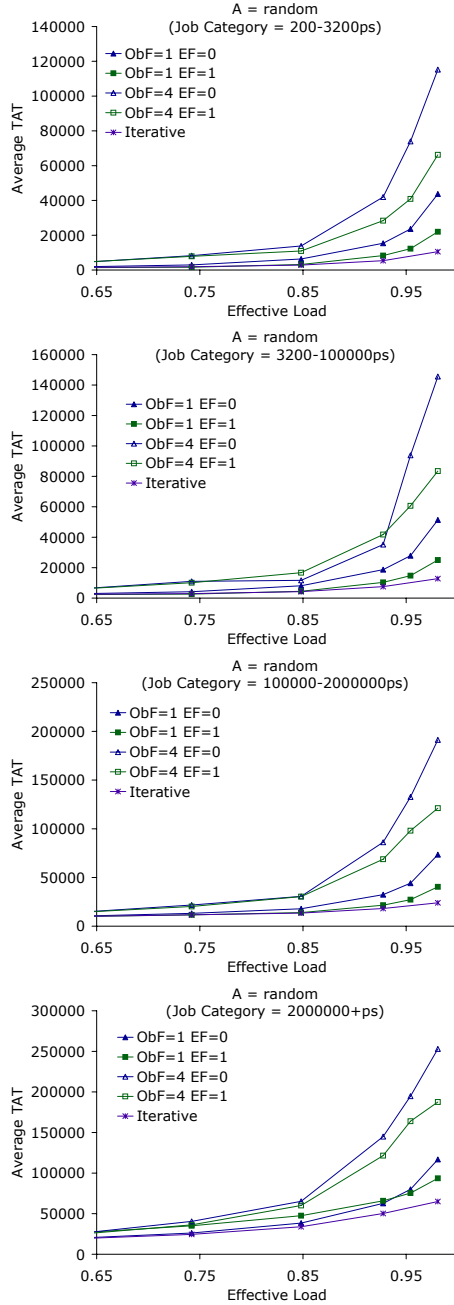 A = random
(Job Category = 200-3200ps)
140000
120000
100000
80000
60000
40000
20000
0
Average TAT
ObF=1 EF=0
ObF=1 EF=1
ObF=4 EF=0
ObF=4 EF=1
Iterative
0.65 0.75 0.85 0.95
Effective Load
A = random
(Job Category = 3200-100000ps)
160000
140000
120000
100000
80000
60000
40000
20000
0
Average TAT
ObF=1 EF=0
ObF=1 EF=1
ObF=4 EF=0
ObF=4 EF=1
Iterative
0.65 0.75 0.85 0.95
Effective Load
A = random
(Job Category = 100000-2000000ps)
250000
200000
150000
100000
50000
0
Average TAT
ObF=1 EF=0
ObF=1 EF=1
ObF=4 EF=0
ObF=4 EF=1
Iterative
0.65 0.75 0.85 0.95
Effective Load
A = random
(Job Category = 2000000+ps)
300000
250000
200000
150000
100000
50000
0
Average TAT
ObF=1 EF=0
ObF=1 EF=1
ObF=4 EF=0
ObF=4 EF=1
Iterative
0.65 0.75 0.85 0.95
Effective Load